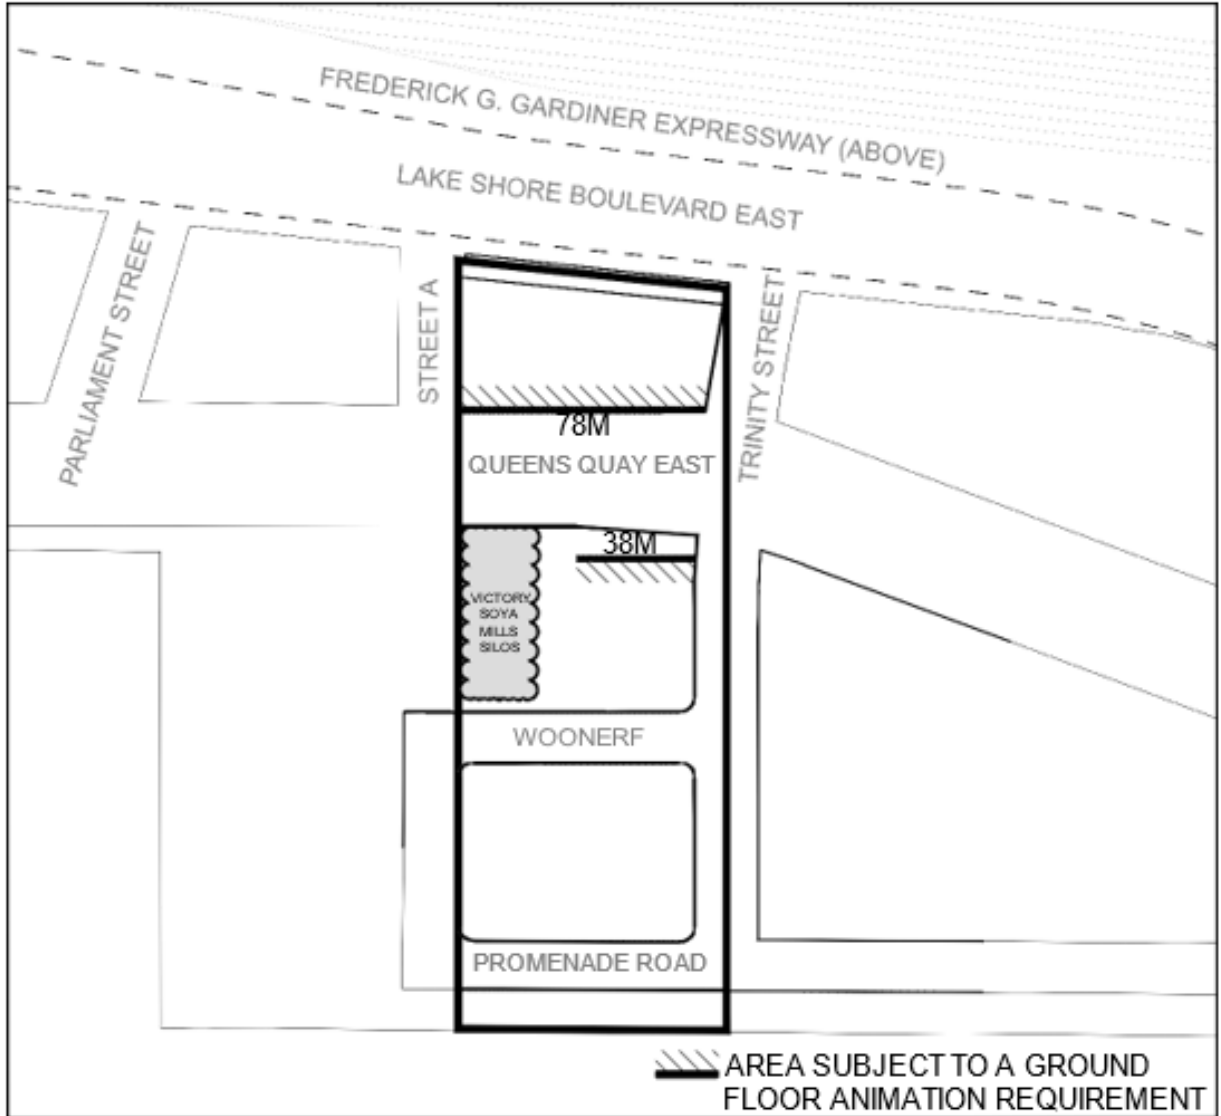 FREDERICK G. GARDINER EXPRESSWAY (ABOVE)
LAKE SHORE BOULEVARD EAST
PARLIAMENT STREET
STREET A
TRINITY STREET
78M
QUEENS QUAY EAST
38M
VICTORY
SOYA
MILLS
SILOS
WOONERF
PROMENADE ROAD
AREA SUBJECT TO A GROUND
FLOOR ANIMATION REQUIREMENT